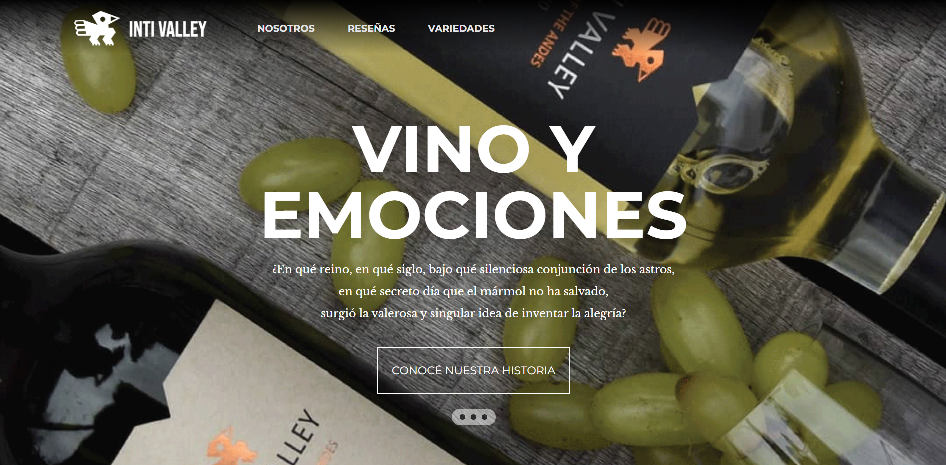 INTI VALLEY
NOSOTROS
RESEÑAS
VARIEDADES
F THE ANDES
VALLEY
VINO Y
EMOCIONES
¿En qué reino, en qué siglo, bajo qué silenciosa conjunción de los astros,
en qué secreto día que el mármol no ha salvado,
surgió la valerosa y singular idea de inventar la alegría?
CONOCÉ NUESTRA HISTORIA
ALLEY